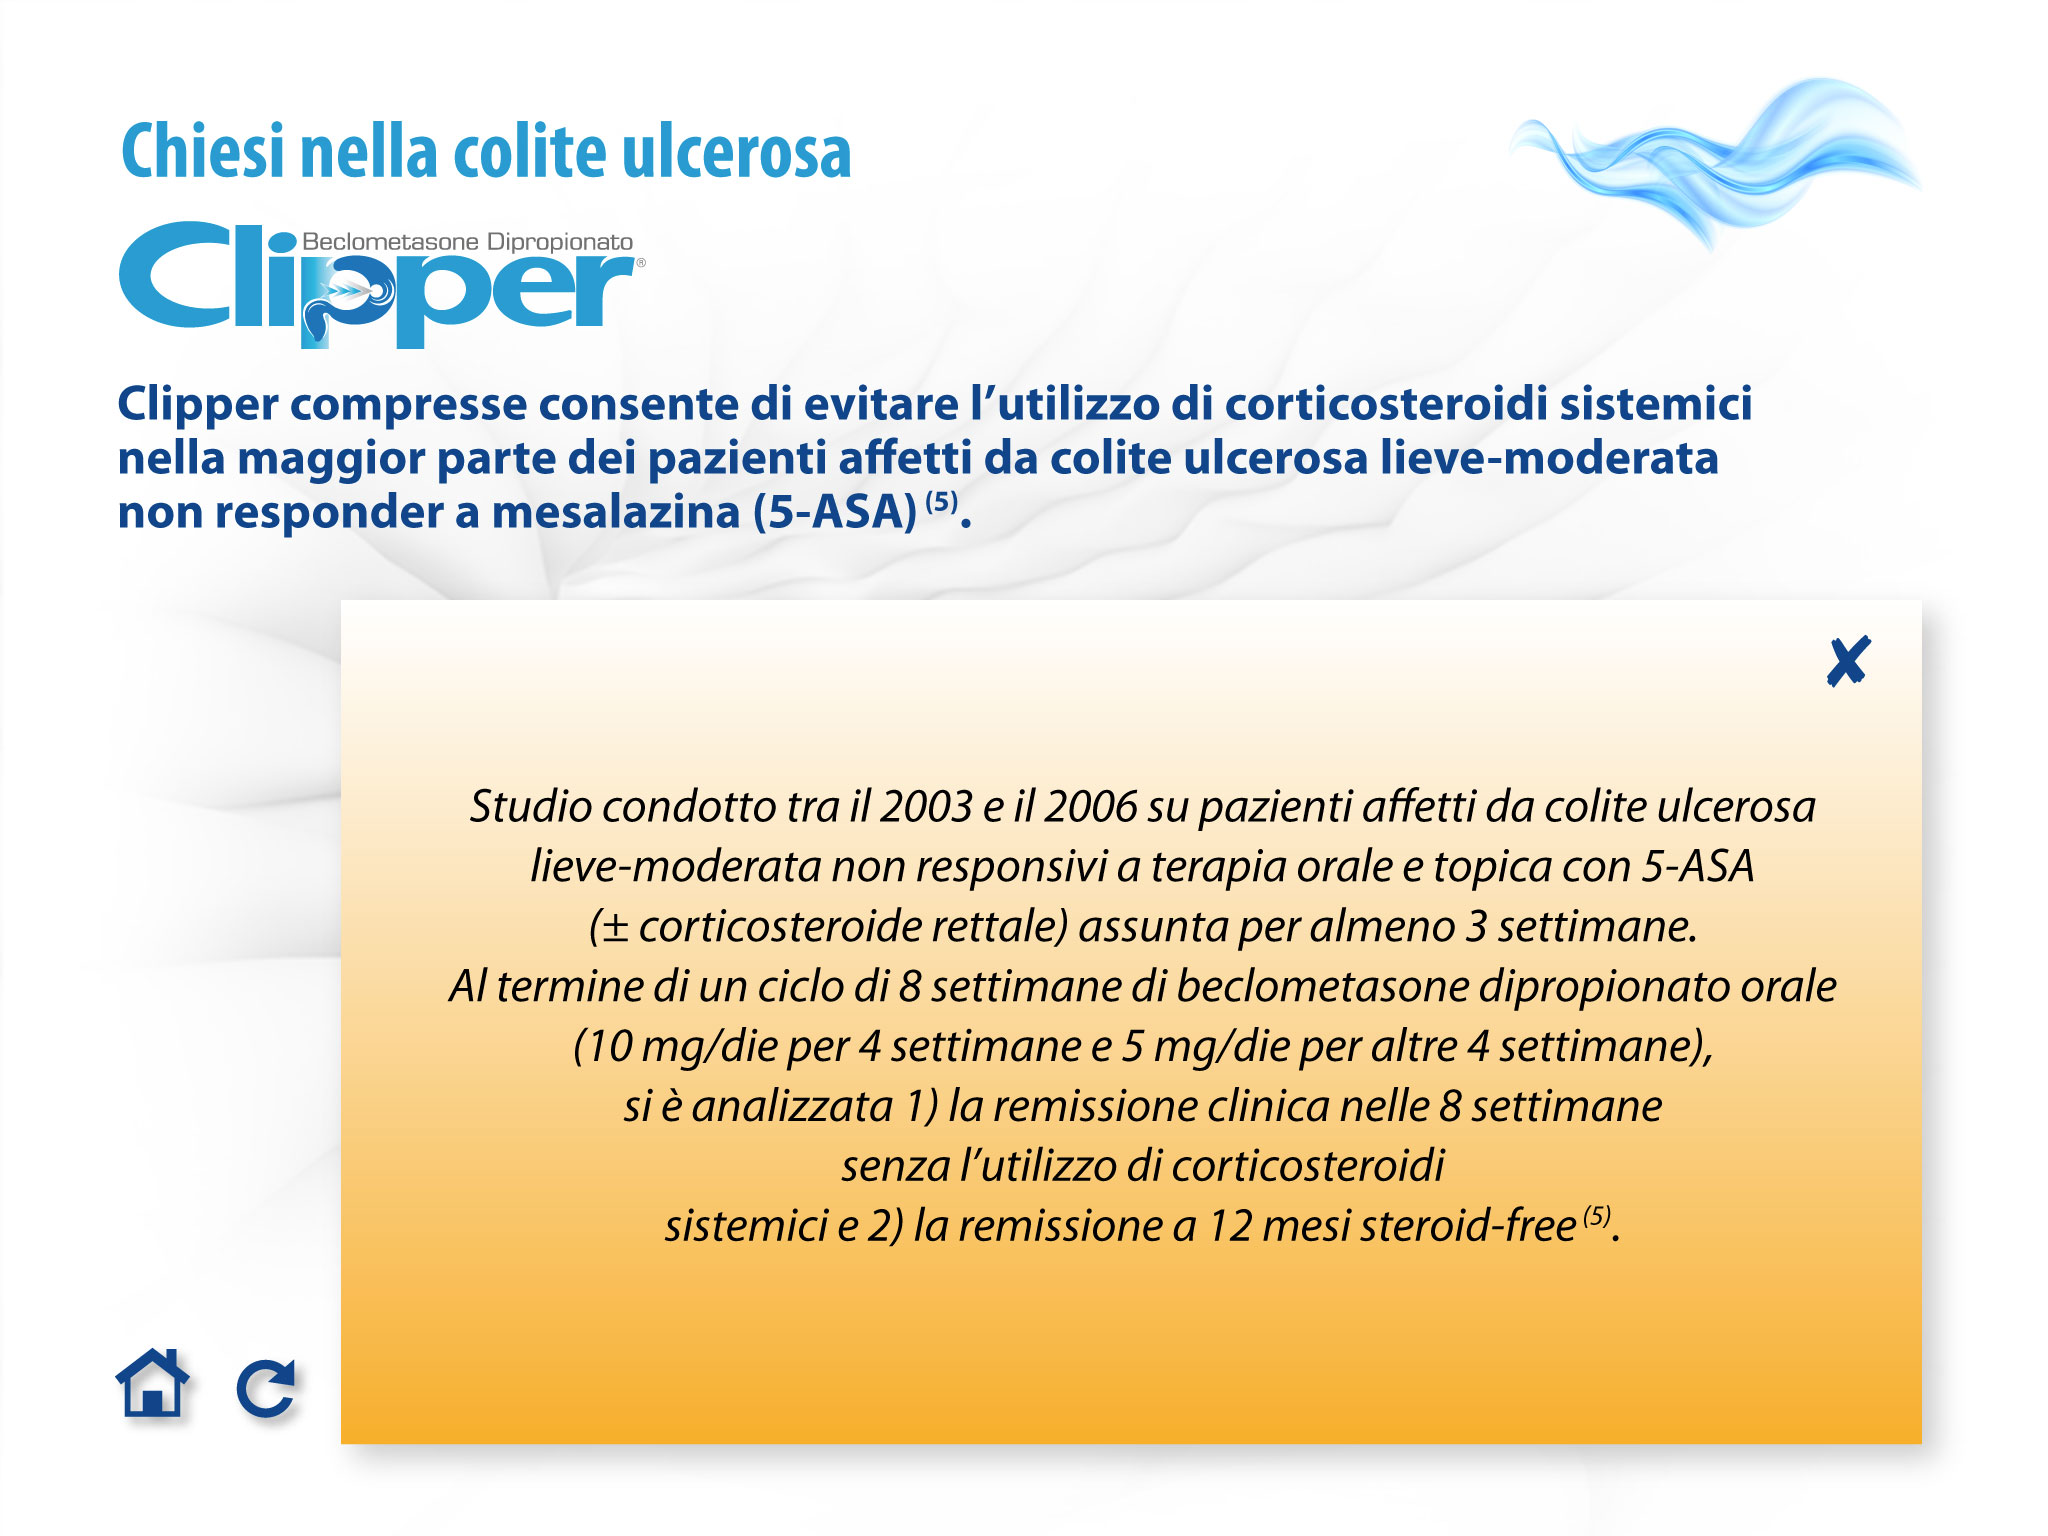 Chiesi nella colite ulcerosa
Beclometasone Dipropionato
Clipper®
Clipper compresse consente di evitare l’utilizzo di corticosteroidi sistemici
nella maggior parte dei pazienti affetti da colite ulcerosa lieve-moderata
non responder a mesalazina (5-ASA) (5).
Studio condotto tra il 2003 e il 2006 su pazienti affetti da colite ulcerosa
lieve-moderata non responsivi a terapia orale e topica con 5-ASA
(± corticosteroide rettale) assunta per almeno 3 settimane.
Al termine di un ciclo di 8 settimane di beclometasone dipropionato orale
(10 mg/die per 4 settimane e 5 mg/die per altre 4 settimane),
si è analizzata 1) la remissione clinica nelle 8 settimane
senza l’utilizzo di corticosteroidi
sistemici e 2) la remissione a 12 mesi steroid-free (5).